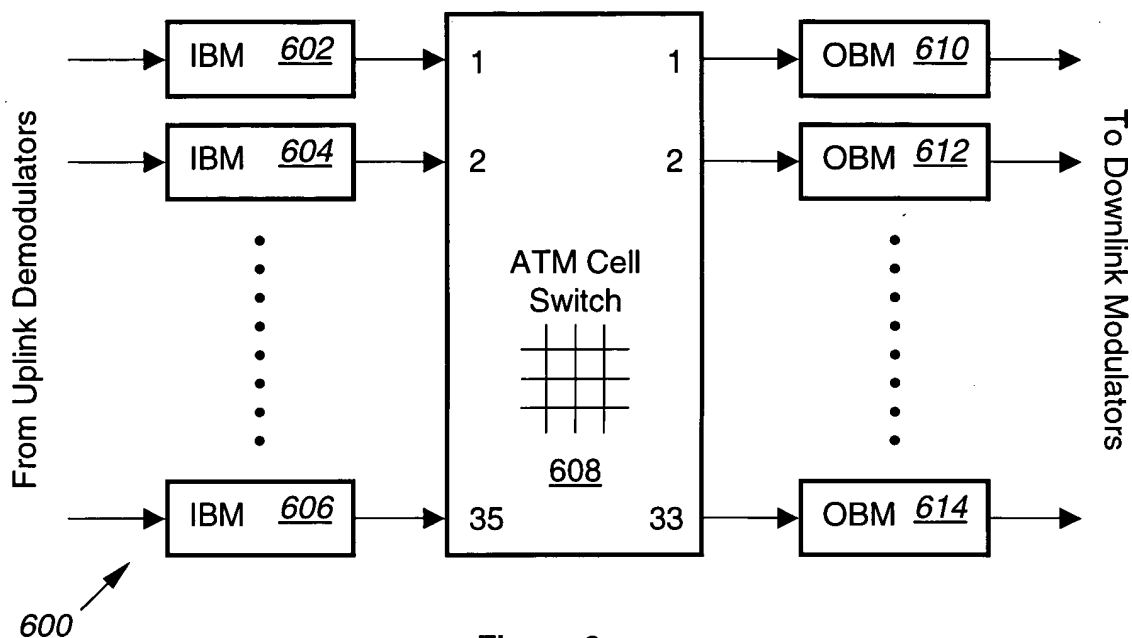 IBM 602
1
1
OBM 610
IBM 604
2
2
OBM 612
From Uplink Demodulators
To Downlink Modulators
ATM Cell
Switch
608
IBM 606
35
33
OBM 614
600